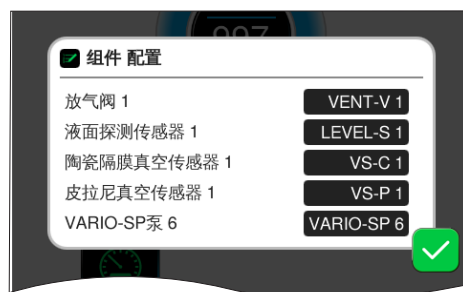 组件 配置
放气阀 1 VENT-V 1
液面探测传感器 1 LEVEL-S 1
陶瓷隔膜真空传感器 1 VS-C 1
皮拉尼真空传感器 1 VS-P 1
VARIO-SP泵 6 VARIO-SP 6